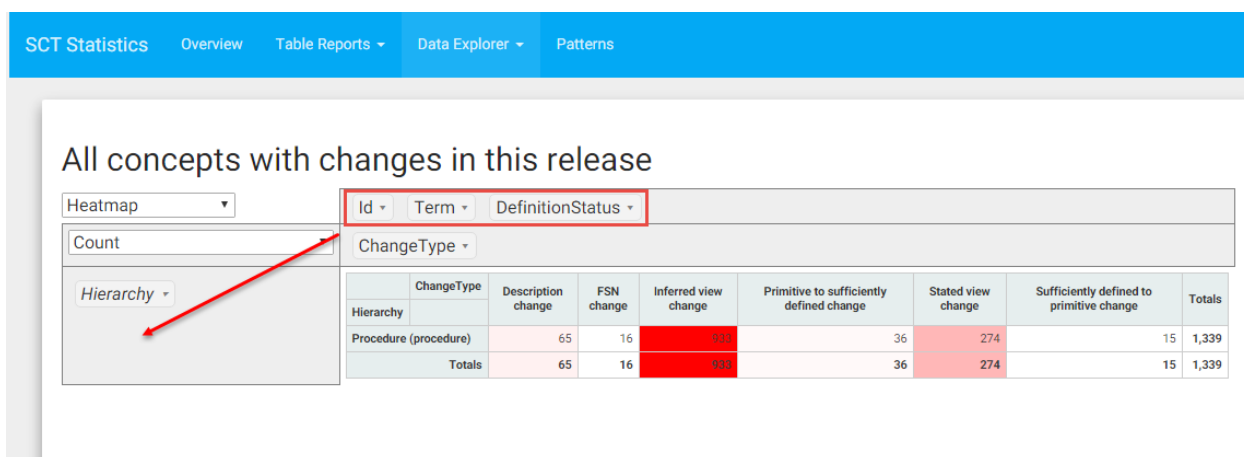 SCT Statistics Overview Table Reports Data Explorer Patterns
All concepts with changes in this release
Heatmap Id Term DefinitionStatus
Count ChangeType
Hierarchy
ChangeType Description change FSN change Inferred view change Primitive to sufficiently defined change Stated view change Sufficiently defined to primitive change Totals
Hierarchy
Procedure (procedure) 65 16 933 36 274 15 1,339
Totals 65 16 933 36 274 15 1,339